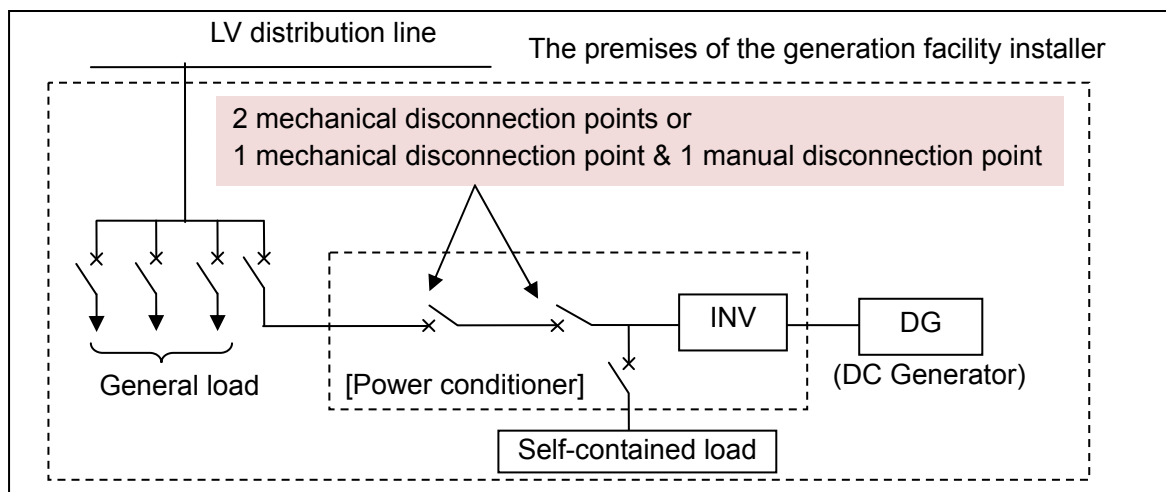 LV distribution line
The premises of the generation facility installer
2 mechanical disconnection points or
1 mechanical disconnection point & 1 manual disconnection point
INV
DG
(DC Generator)
General load
[Power conditioner]
Self-contained load